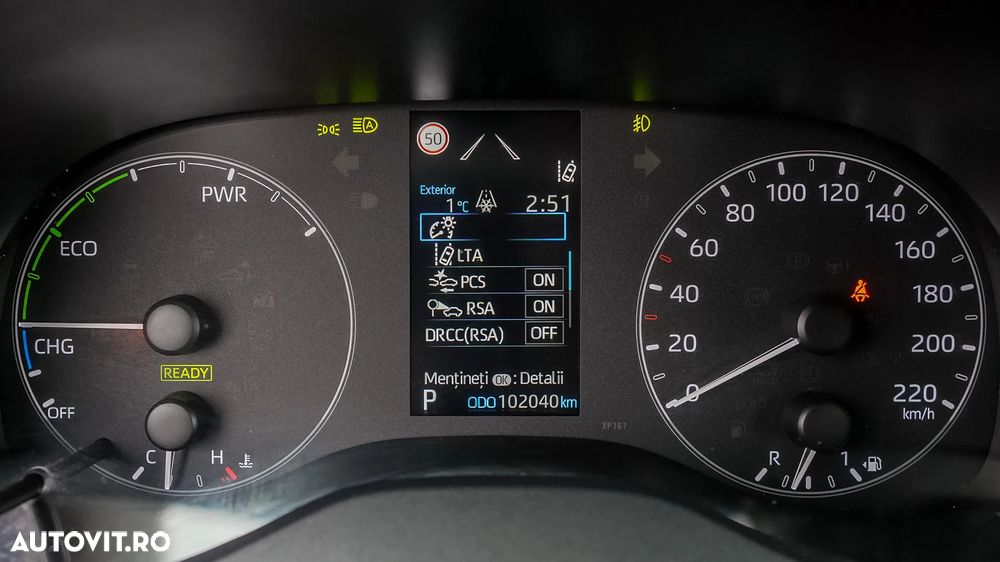 PWR
ECO
CHG
OFF
READY
C
H
A
50
Exterior
1°C
2:51
LTA
PCS ON
RSA ON
DRCC(RSA) OFF
Mențineți OK : Detalii
P ODO 102040 km
XP167
0
20
40
60
80
100
120
140
160
180
200
220
km/h
R
1
AUTOVIT.RO